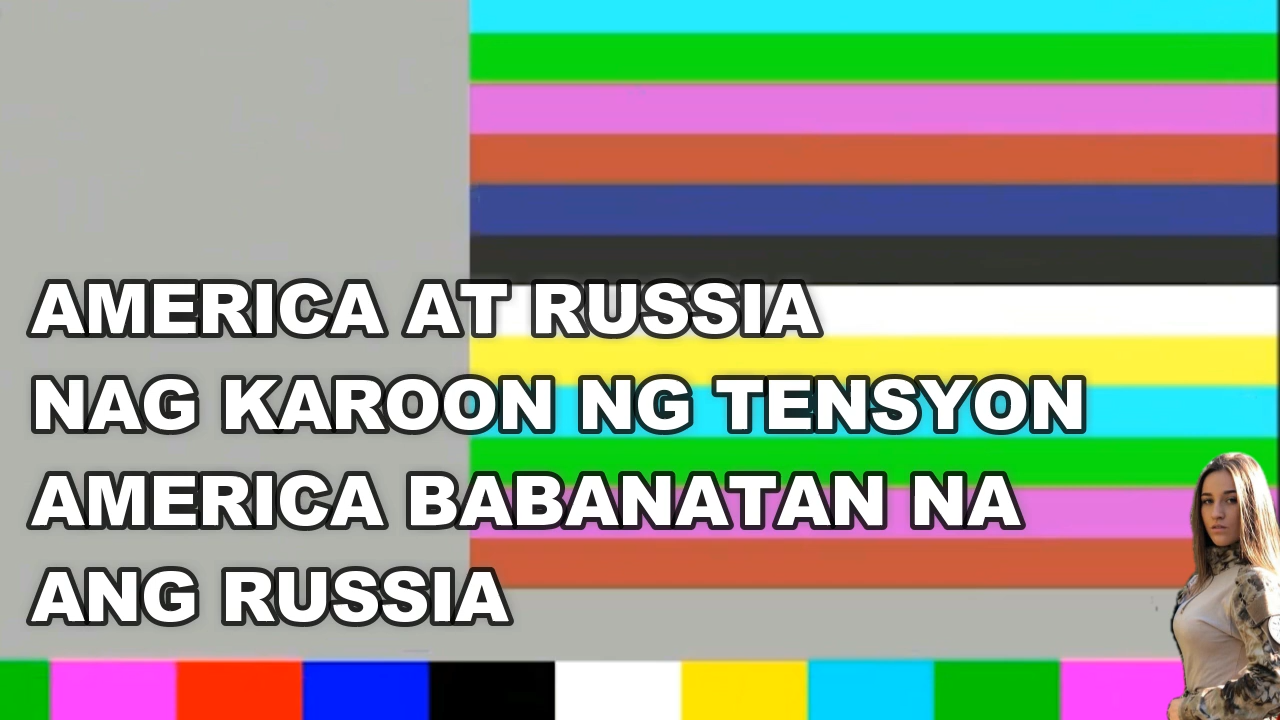 AMERICA AT RUSSIA
NAG KAROON NG TENSYON
AMERICA BABANATAN NA
ANG RUSSIA